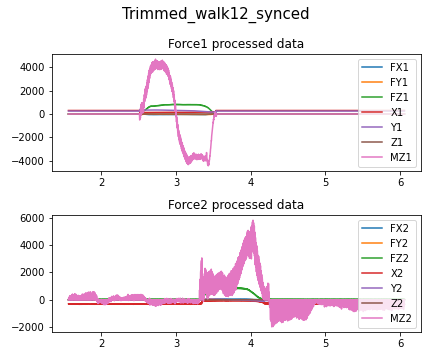 Trimmed_walk12_synced
Force1 processed data
4000
2000
0
−2000
−4000
FX1
FY1
FZ1
X1
Y1
Z1
MZ1
2 3 4 5 6
Force2 processed data
6000
4000
2000
0
−2000
FX2
FY2
FZ2
X2
Y2
Z2
MZ2
2 3 4 5 6